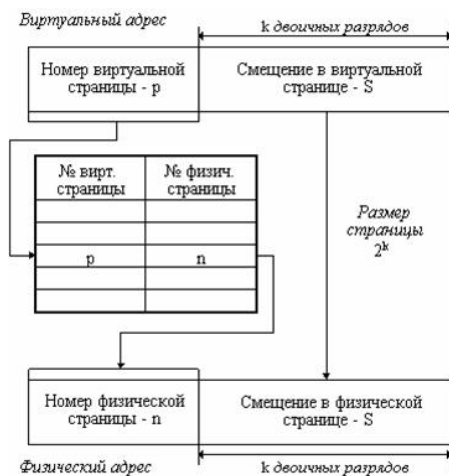 Виртуальный адрес
k двоичных разрядов
Номер виртуальной
страницы - p
Смещение в виртуальной
странице - S
№ вирт.
страницы
№ физич.
страницы
p
n
Размер
страницы
2^k
Номер физической
страницы - n
Смещение в физической
странице - S
Физический адрес
k двоичных разрядов